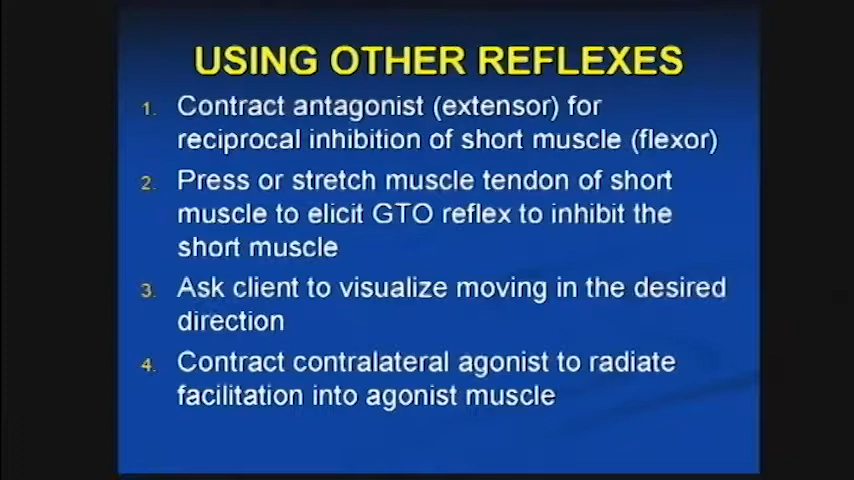 USING OTHER REFLEXES
1. Contract antagonist (extensor) for
reciprocal inhibition of short muscle (flexor)
2. Press or stretch muscle tendon of short
muscle to elicit GTO reflex to inhibit the
short muscle
3. Ask client to visualize moving in the desired
direction
4. Contract contralateral agonist to radiate
facilitation into agonist muscle